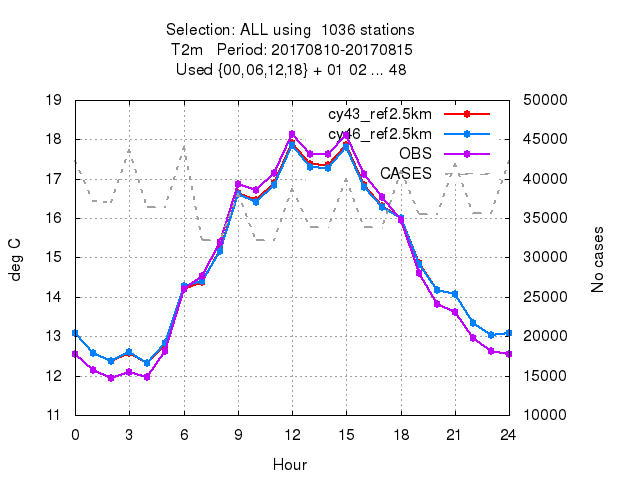 Selection: ALL using  1036 stations
T2m   Period: 20170810-20170815
Used {00,06,12,18} + 01 02 ... 48
19 50000
cy43_ref2.5km
18 45000
cy46_ref2.5km
OBS
17 CASES 40000
16 35000
deg C 15 30000 No cases
14 25000
13 20000
12 15000
11 10000
0 3 6 9 12 15 18 21 24
Hour